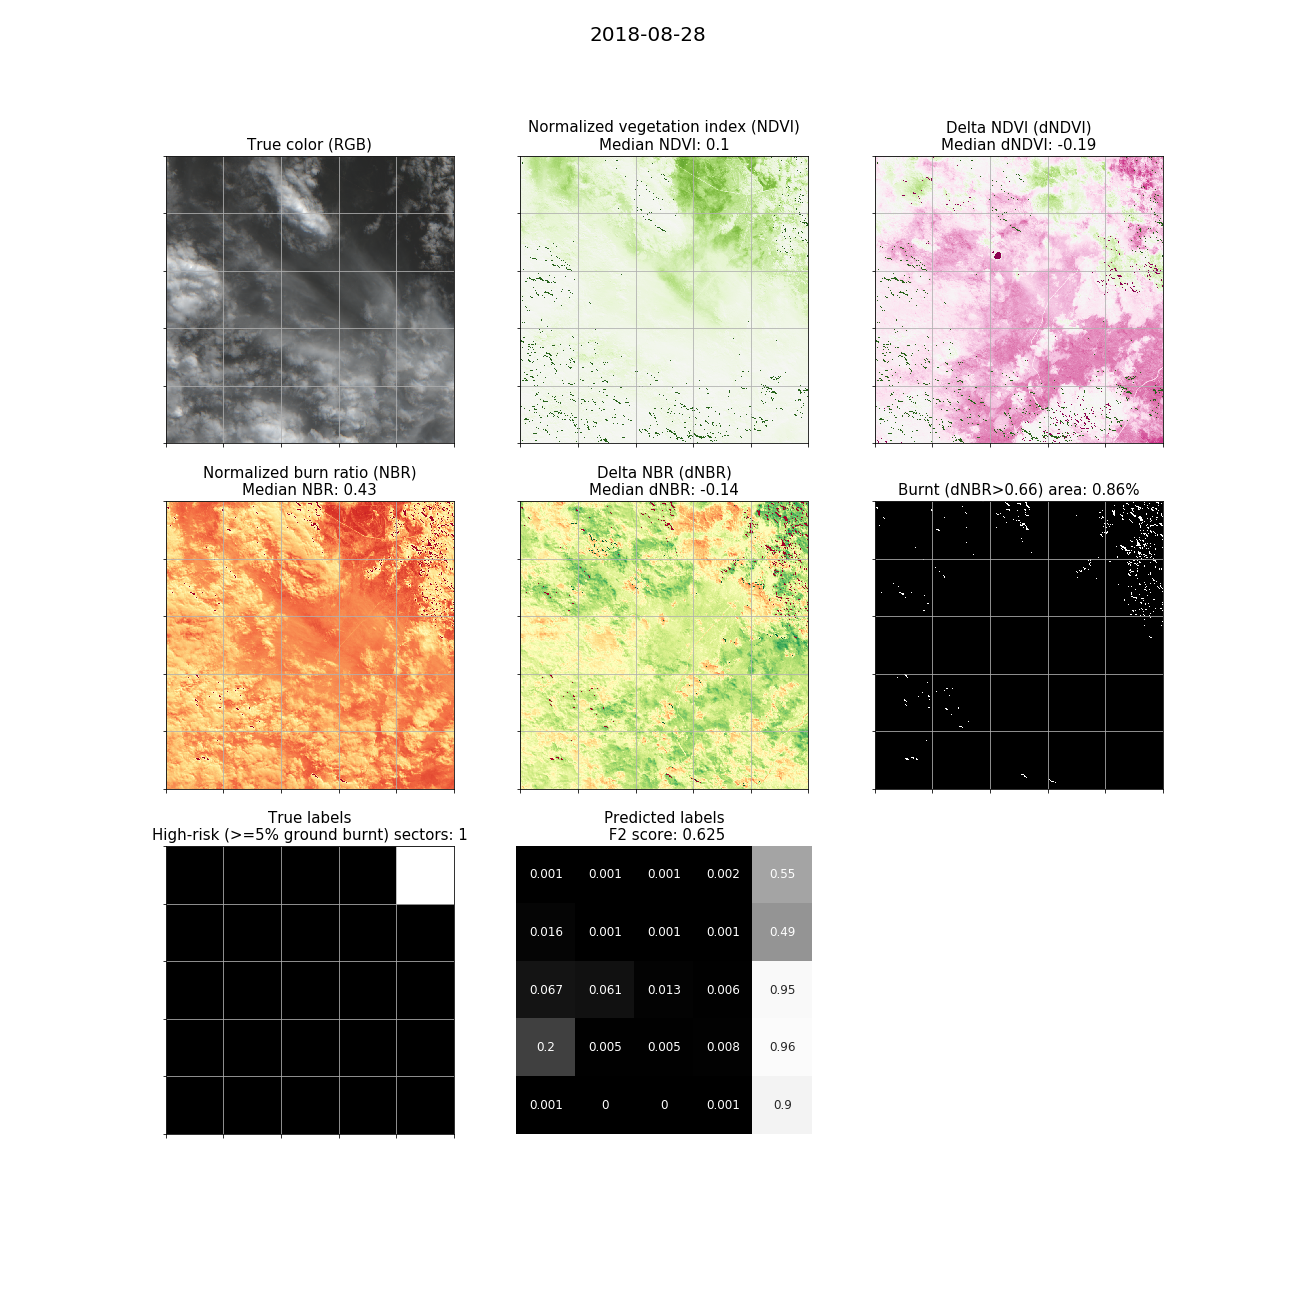 2018-08-28
True color (RGB)
Normalized vegetation index (NDVI)
Median NDVI: 0.1
Delta NDVI (dNDVI)
Median dNDVI: -0.19
Normalized burn ratio (NBR)
Median NBR: 0.43
Delta NBR (dNBR)
Median dNBR: -0.14
Burnt (dNBR>0.66) area: 0.86%
True labels
High-risk (>=5% ground burnt) sectors: 1
Predicted labels
F2 score: 0.625
0.001 0.001 0.001 0.002 0.55
0.016 0.001 0.001 0.001 0.49
0.067 0.061 0.013 0.006 0.95
0.2 0.005 0.005 0.008 0.96
0.001 0 0 0.001 0.9